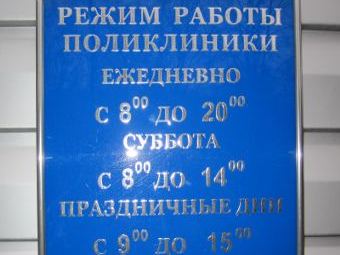 РЕЖИМ РАБОТЫ
ПОЛИКЛИНИКИ
ЕЖЕДНЕВНО
С 8⁰⁰ ДО 20⁰⁰
СУББОТА
С 8⁰⁰ ДО 14⁰⁰
ПРАЗДНИЧНЫЕ ДНИ
С 9⁰⁰ ДО 15⁰⁰